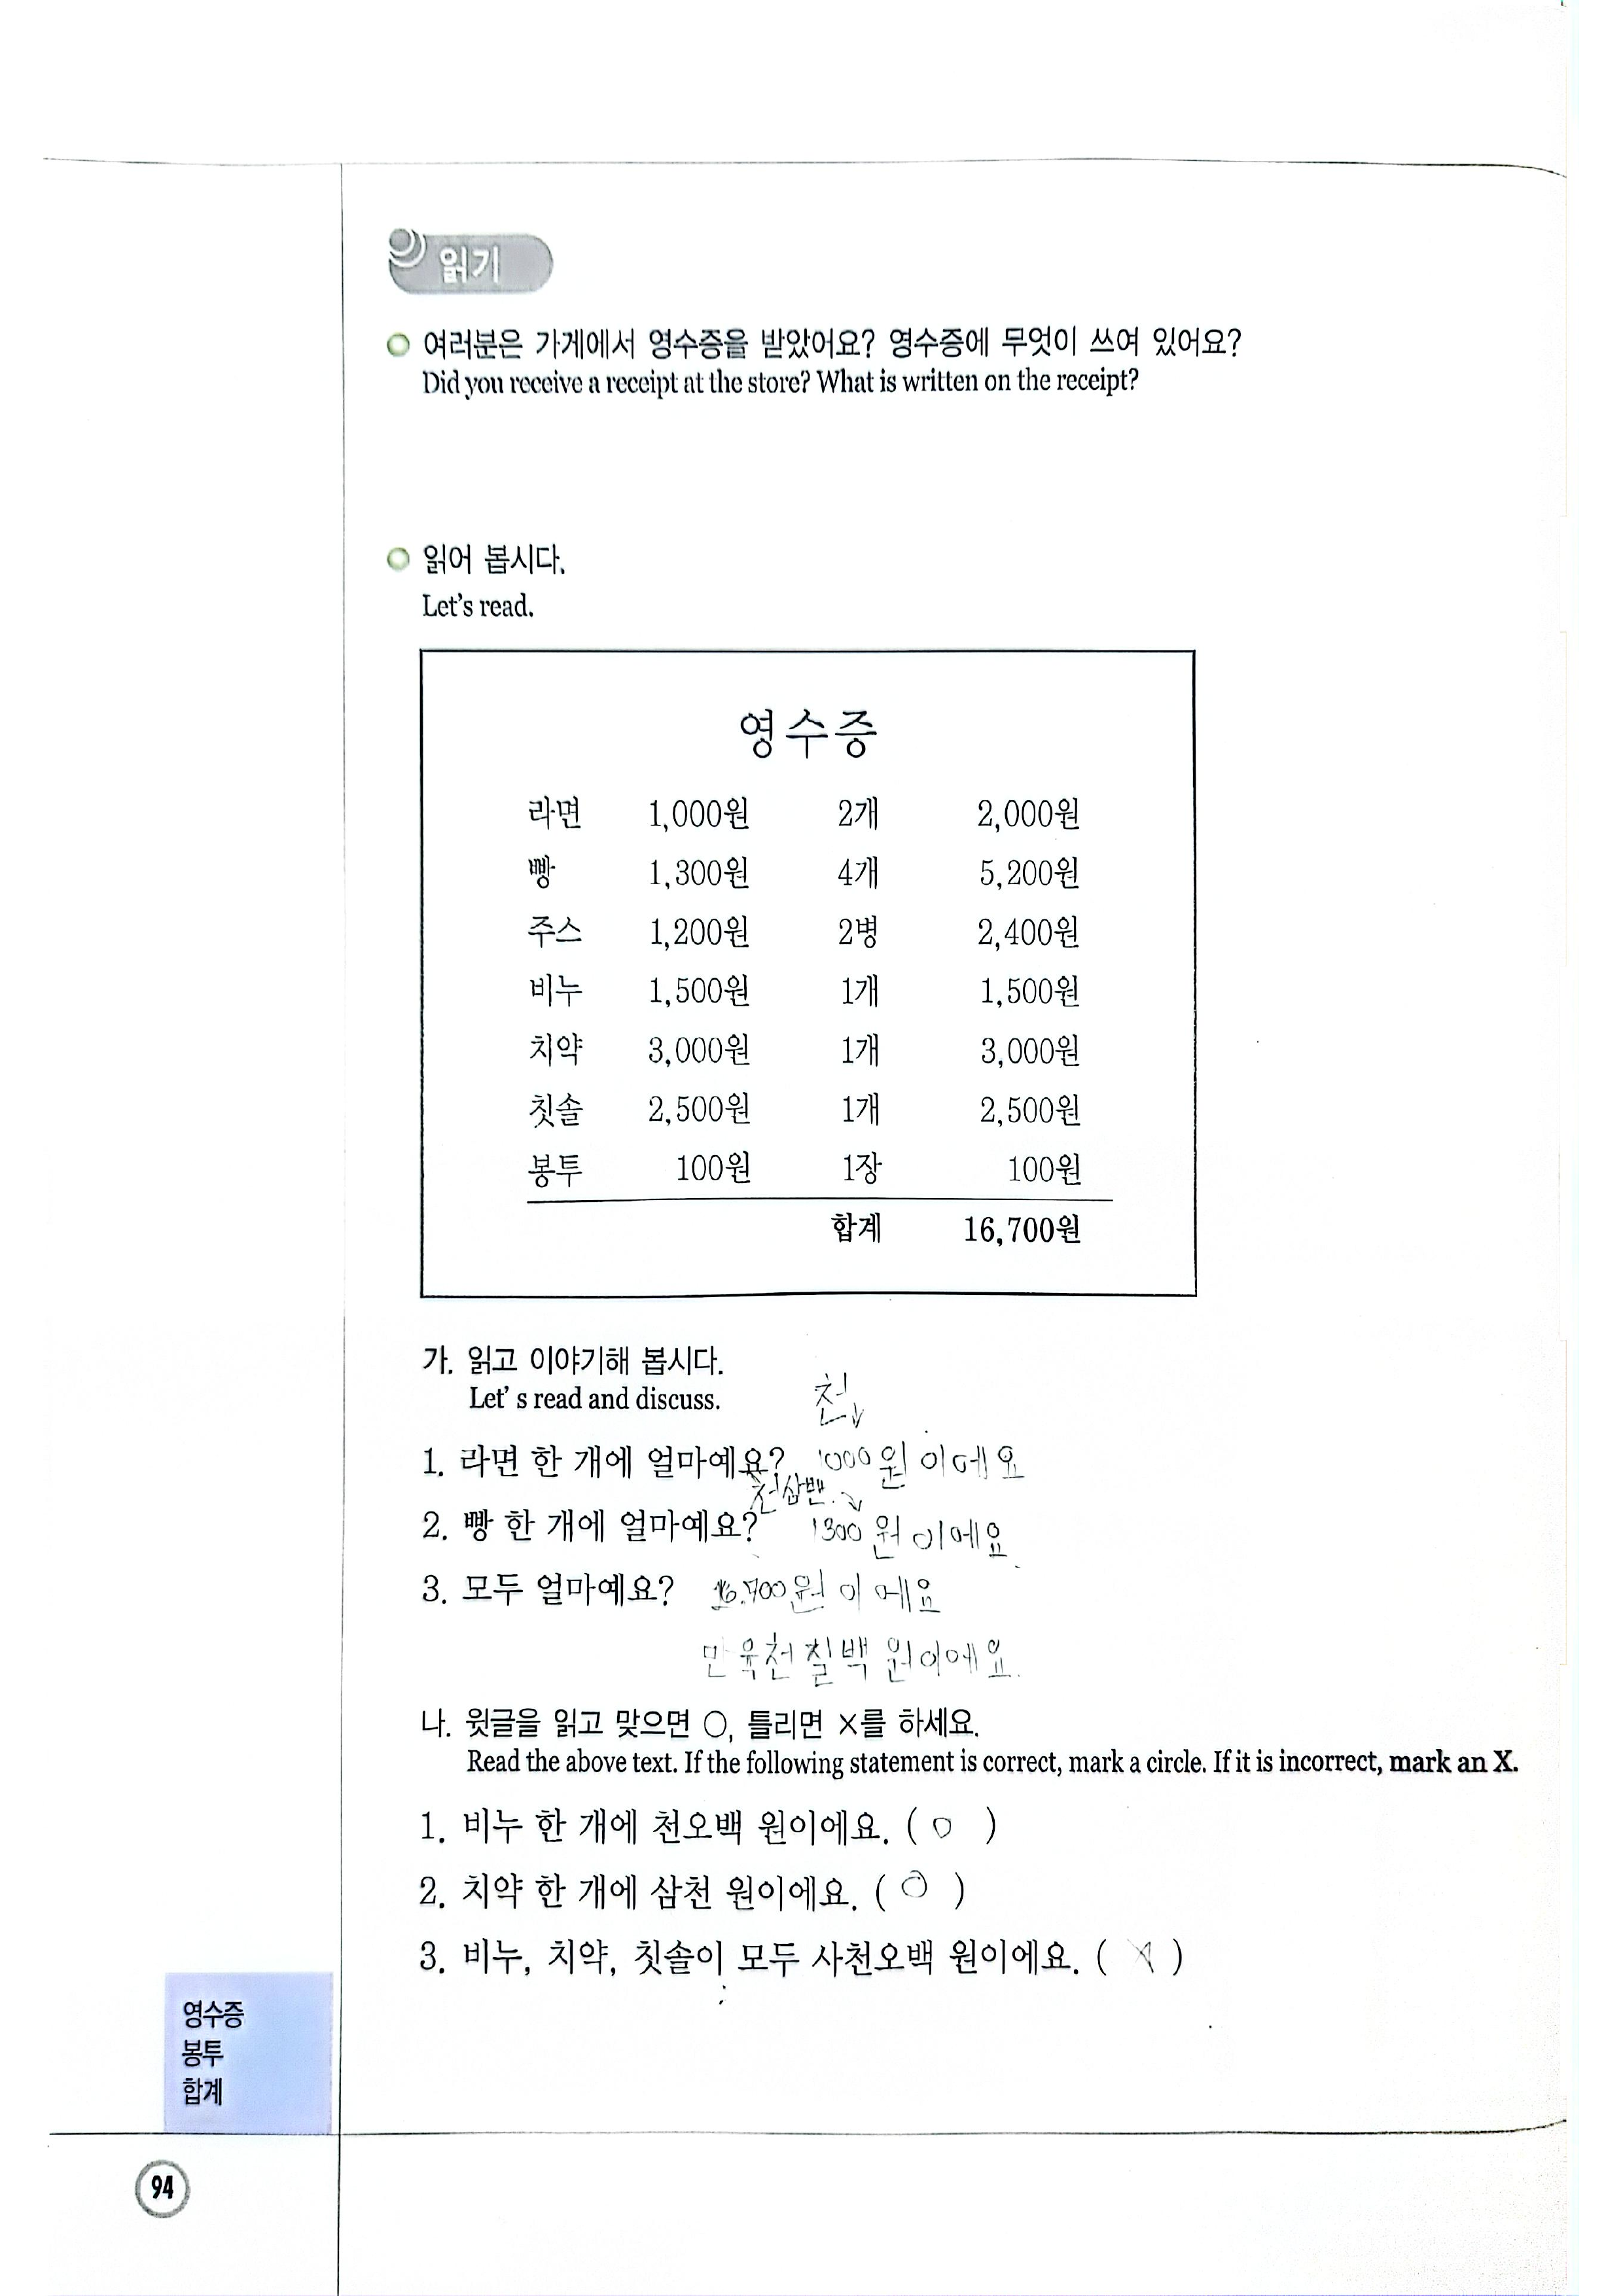 읽기
여러분은 가게에서 영수증을 받았어요? 영수증에 무엇이 쓰여 있어요?
Did you receive a receipt at the store? What is written on the receipt?
읽어 봅시다.
Let's read.
영수증
라면 1,000원 2개 2,000원
빵 1,300원 4개 5,200원
주스 1,200원 2병 2,400원
비누 1,500원 1개 1,500원
치약 3,000원 1개 3,000원
칫솔 2,500원 1개 2,500원
봉투 100원 1장 100원
합계 16,700원
가. 읽고 이야기해 봅시다.
Let' s read and discuss.
천
1. 라면 한 개에 얼마예요? 1000원 이에요
천삼백
2. 빵 한 개에 얼마예요? 1300원 이에요
3. 모두 얼마예요? 16.700원 이에요
만 육천 칠백 원이에요.
나. 윗글을 읽고 맞으면 ○, 틀리면 ×를 하세요.
Read the above text. If the following statement is correct, mark a circle. If it is incorrect, mark an X.
1. 비누 한 개에 천오백 원이에요. ( ○ )
2. 치약 한 개에 삼천 원이에요. ( ○ )
3. 비누, 치약, 칫솔이 모두 사천오백 원이에요. ( X )
영수증
봉투
합계
94